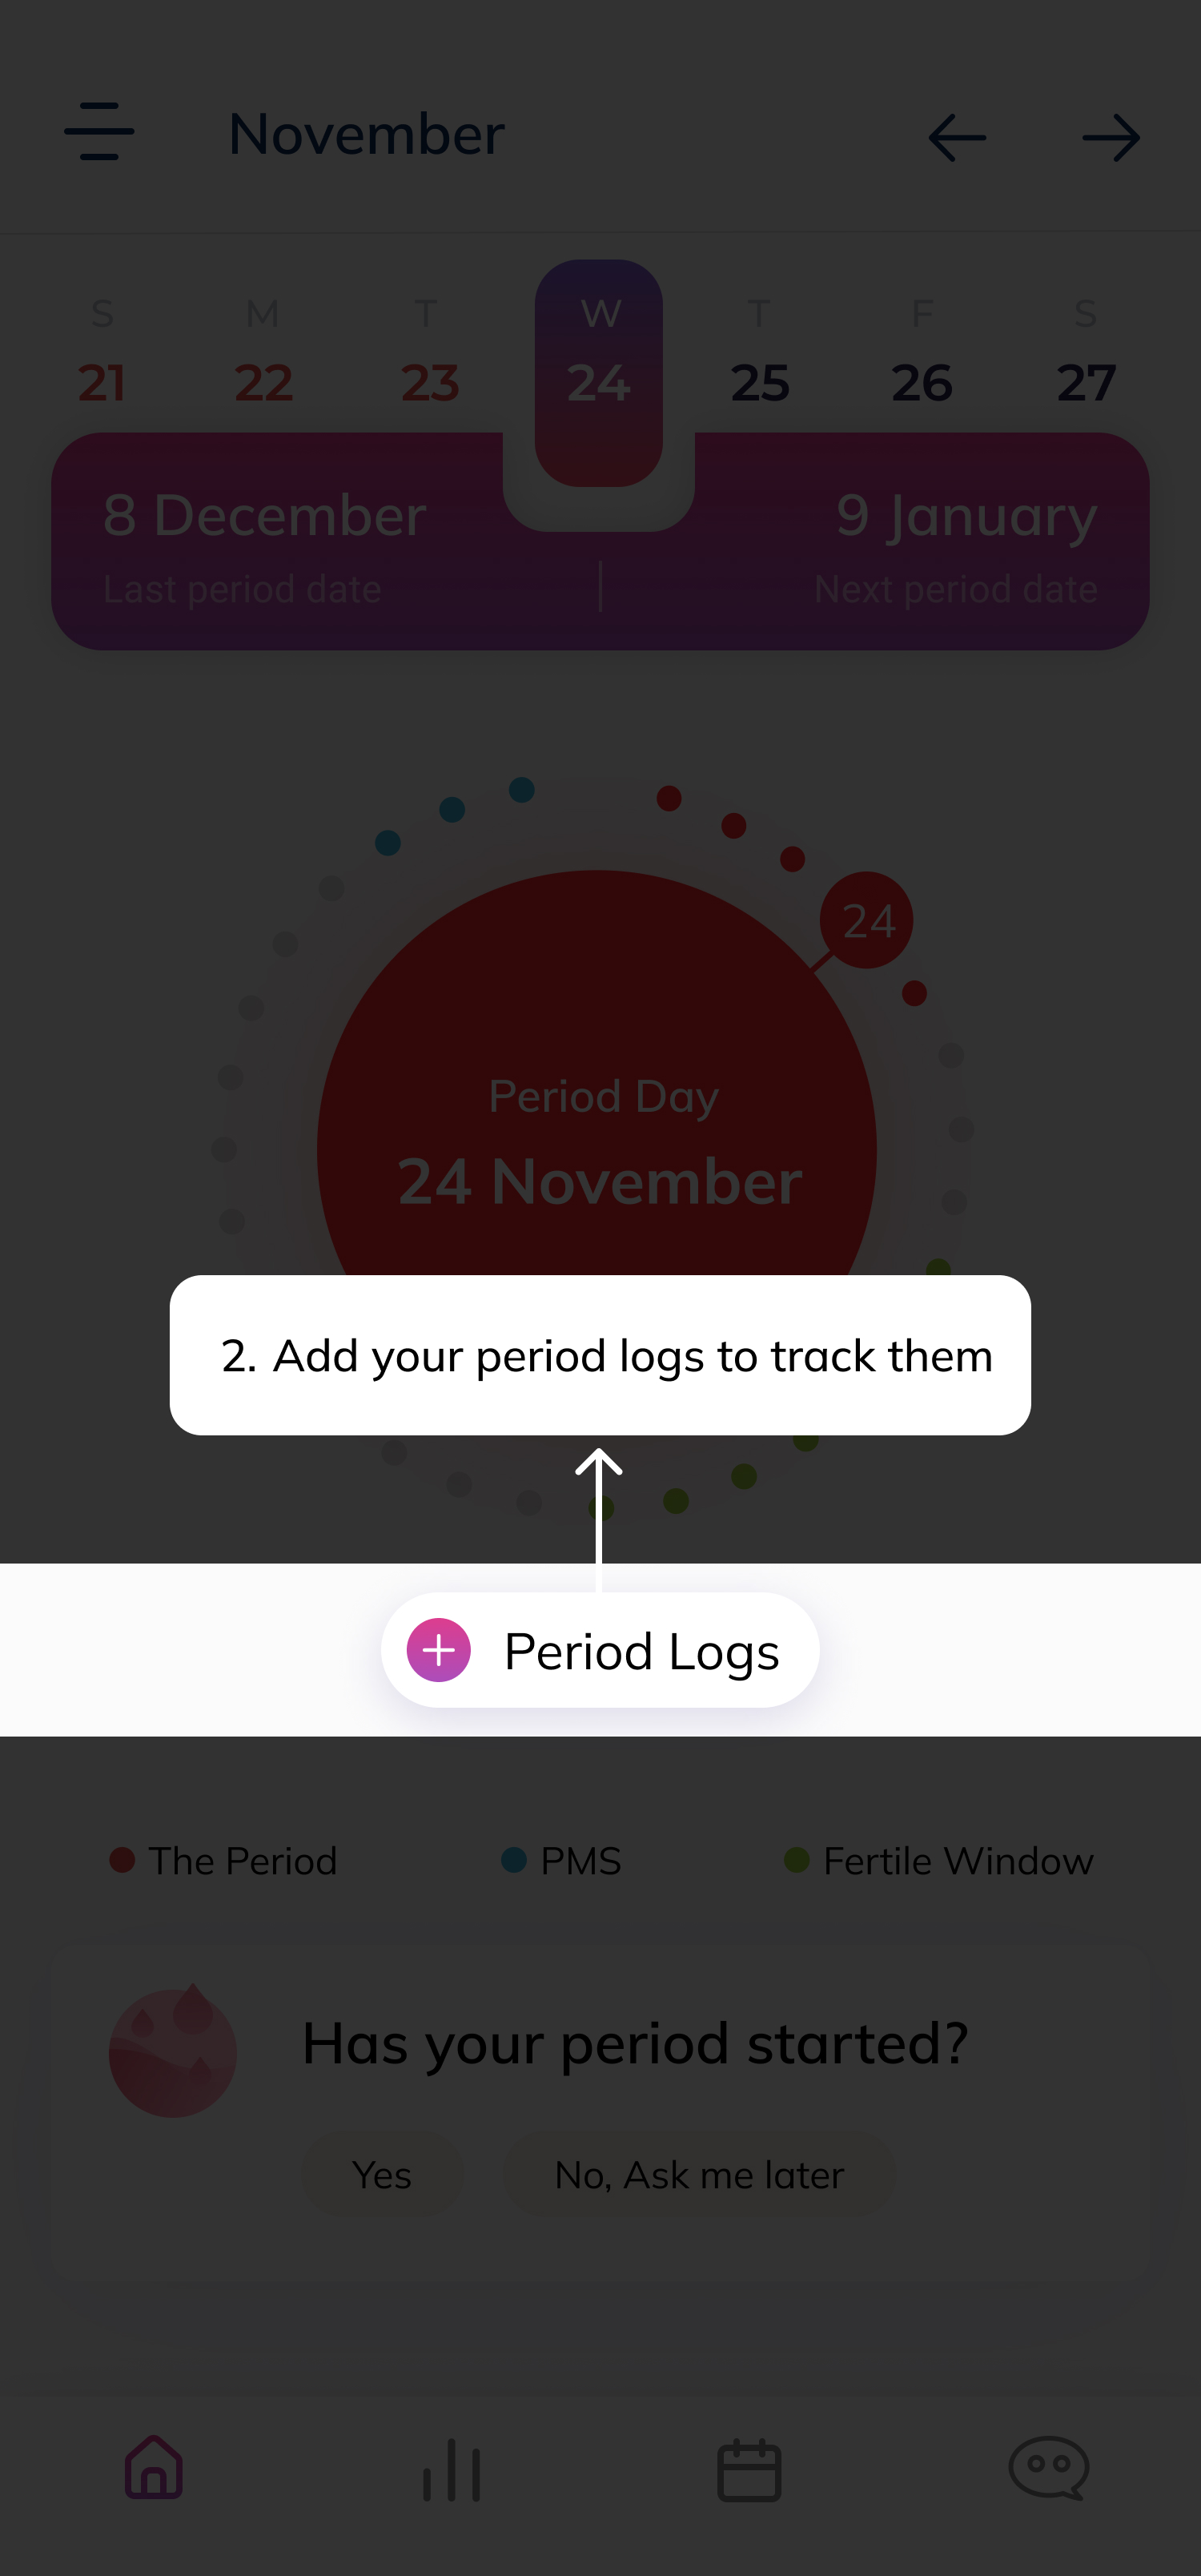 November
S M T W T F S
21 22 23 24 25 26 27
8 December 9 January
Last period date Next period date
24
Period Day
24 November
2. Add your period logs to track them
Period Logs
The Period PMS Fertile Window
Has your period started?
Yes No, Ask me later